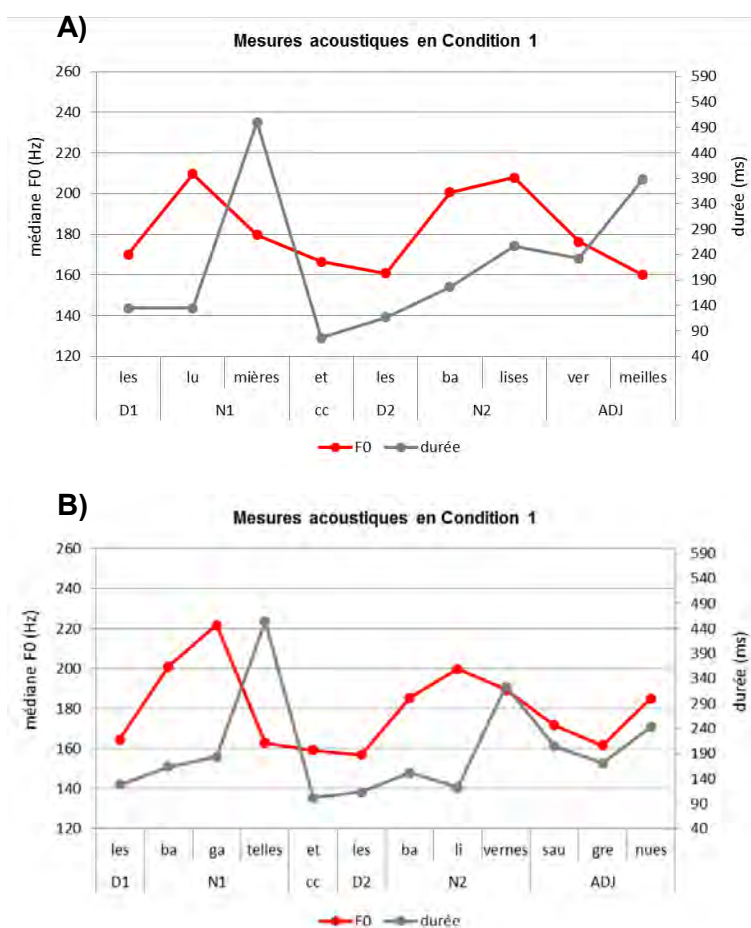 A)
Mesures acoustiques en Condition 1
médiane F0 (Hz)
260
240
220
200
180
160
140
120
590
540
490
440
390
340
290
240
190
140
90
40
durée (ms)
les lu mières et les ba lises ver meilles
D1 N1 cc D2 N2 ADJ
F0 durée
B)
Mesures acoustiques en Condition 1
médiane F0 (Hz)
260
240
220
200
180
160
140
120
590
540
490
440
390
340
290
240
190
140
90
40
durée (ms)
les ba ga telles et les ba li vernes sau gre nues
D1 N1 cc D2 N2 ADJ
F0 durée